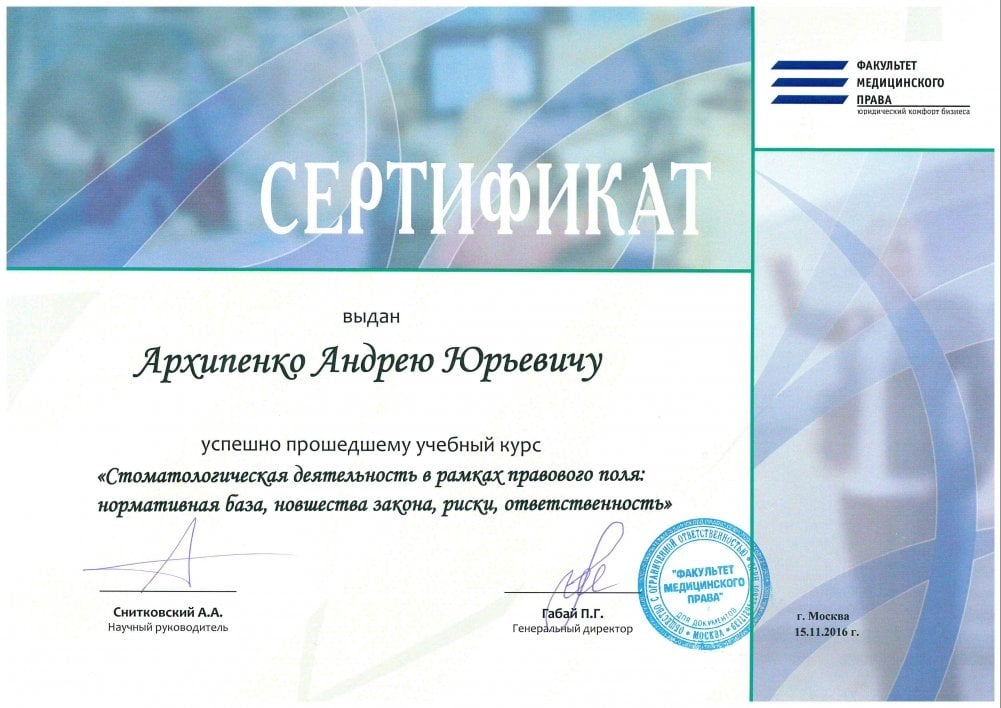 СЕРТИФИКАТ
ФАКУЛЬТЕТ
МЕДИЦИНСКОГО
ПРАВА
юридический комфорт бизнеса
выдан
Архипенко Андрею Юрьевичу
успешно прошедшему учебный курс
«Стоматологическая деятельность в рамках правового поля:
нормативная база, новшества закона, риски, ответственность»
Снитковский А.А.
Научный руководитель
Габай П.Г.
Генеральный директор
ОБЩЕСТВО С ОГРАНИЧЕННОЙ ОТВЕТСТВЕННОСТЬЮ
"ФАКУЛЬТЕТ
МЕДИЦИНСКОГО
ПРАВА"
ДЛЯ ДОКУМЕНТОВ
* МОСКВА *
г. Москва
15.11.2016 г.